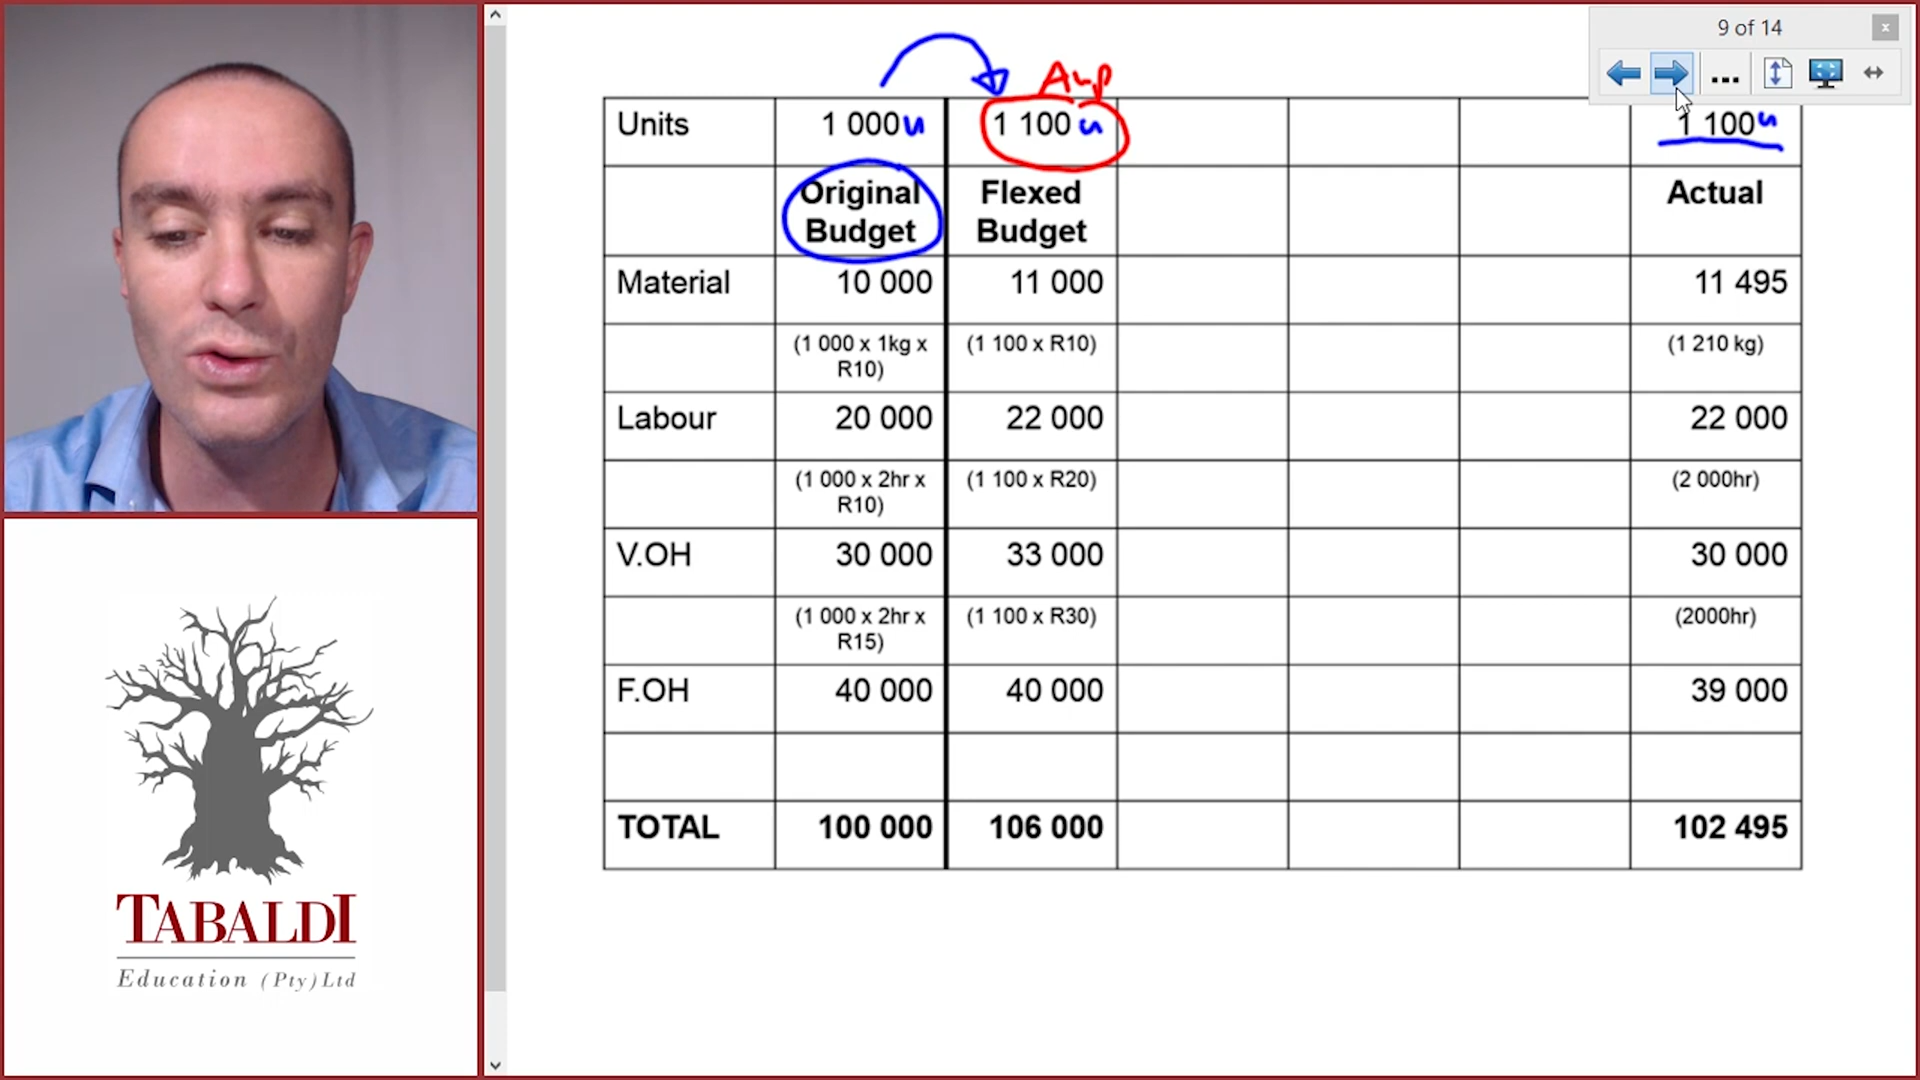 9 of 14
Aup
Units 1 000u 1 100u 1 100u
Original Budget Flexed Budget Actual
Material 10 000 11 000 11 495
(1 000 x 1kg x R10) (1 100 x R10) (1 210 kg)
Labour 20 000 22 000 22 000
(1 000 x 2hr x R10) (1 100 x R20) (2 000hr)
V.OH 30 000 33 000 30 000
(1 000 x 2hr x R15) (1 100 x R30) (2000hr)
F.OH 40 000 40 000 39 000
TOTAL 100 000 106 000 102 495
TABALDI
Education (Pty) Ltd